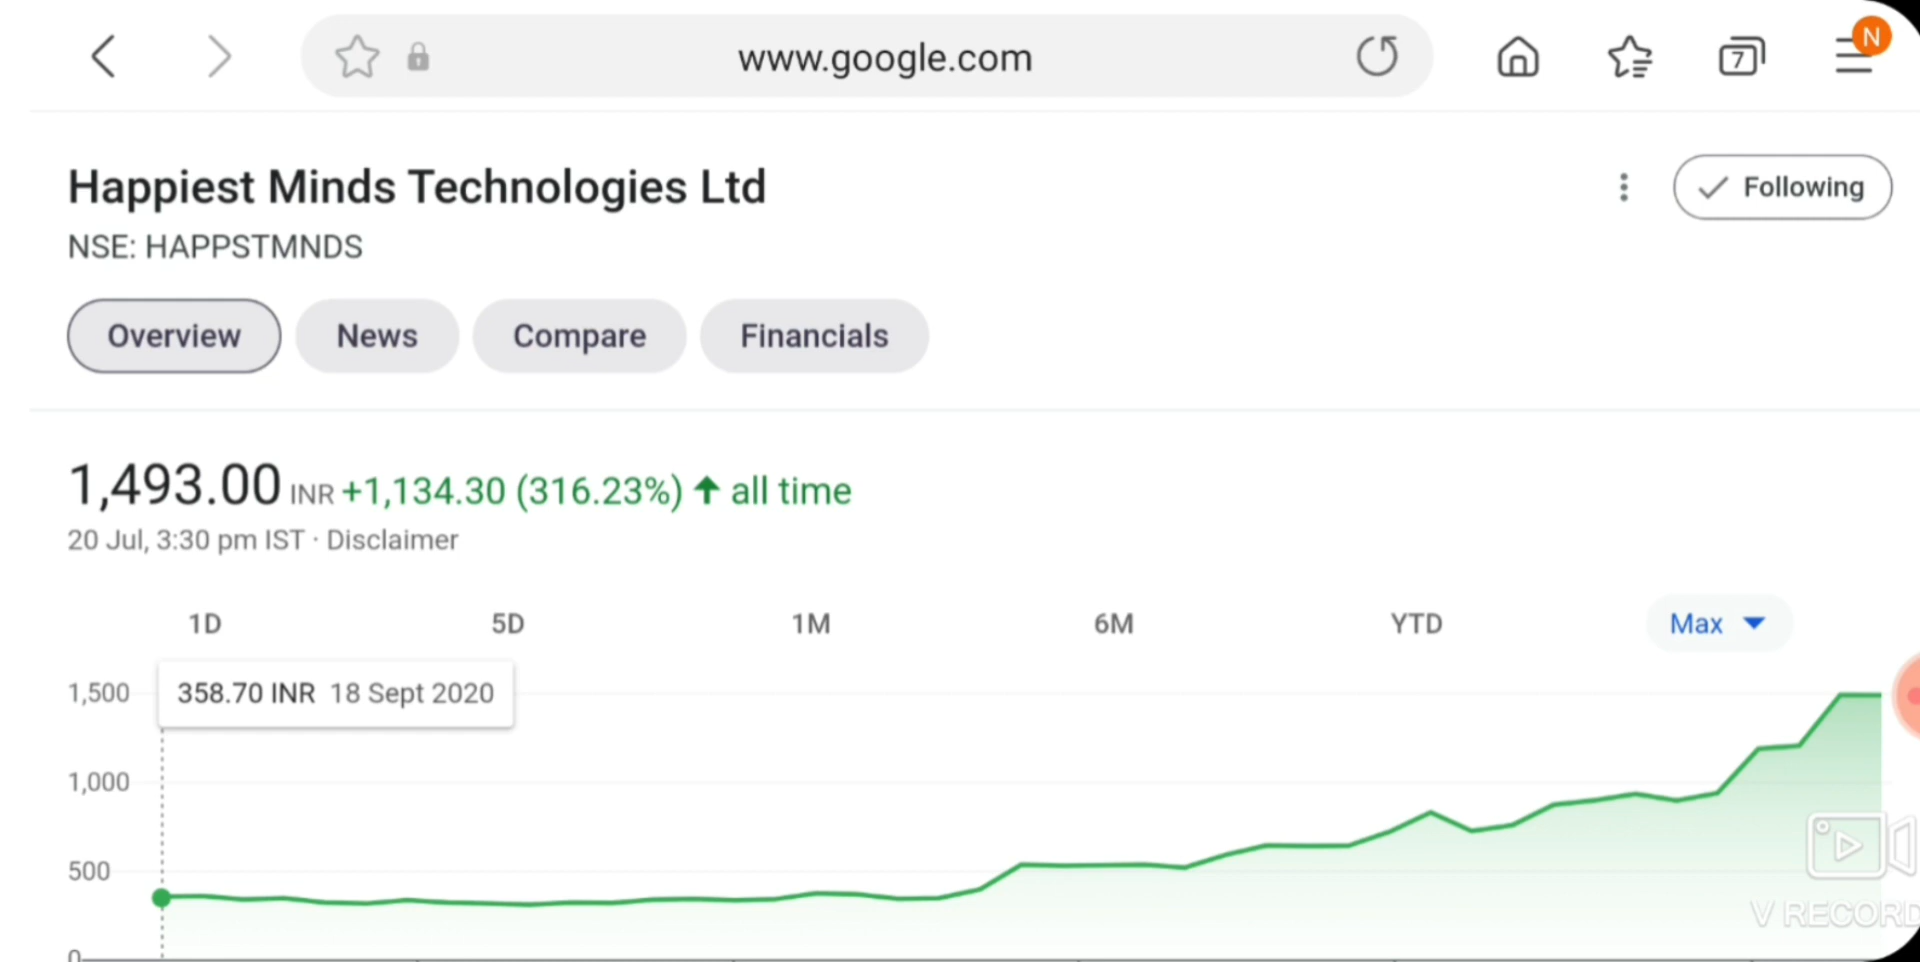 www.google.com
7
N
Happiest Minds Technologies Ltd
Following
NSE: HAPPSTMNDS
Overview News Compare Financials
1,493.00 INR +1,134.30 (316.23%) ↑ all time
20 Jul, 3:30 pm IST · Disclaimer
1D 5D 1M 6M YTD Max
1,500 358.70 INR 18 Sept 2020
1,000
500
0
V RECORD